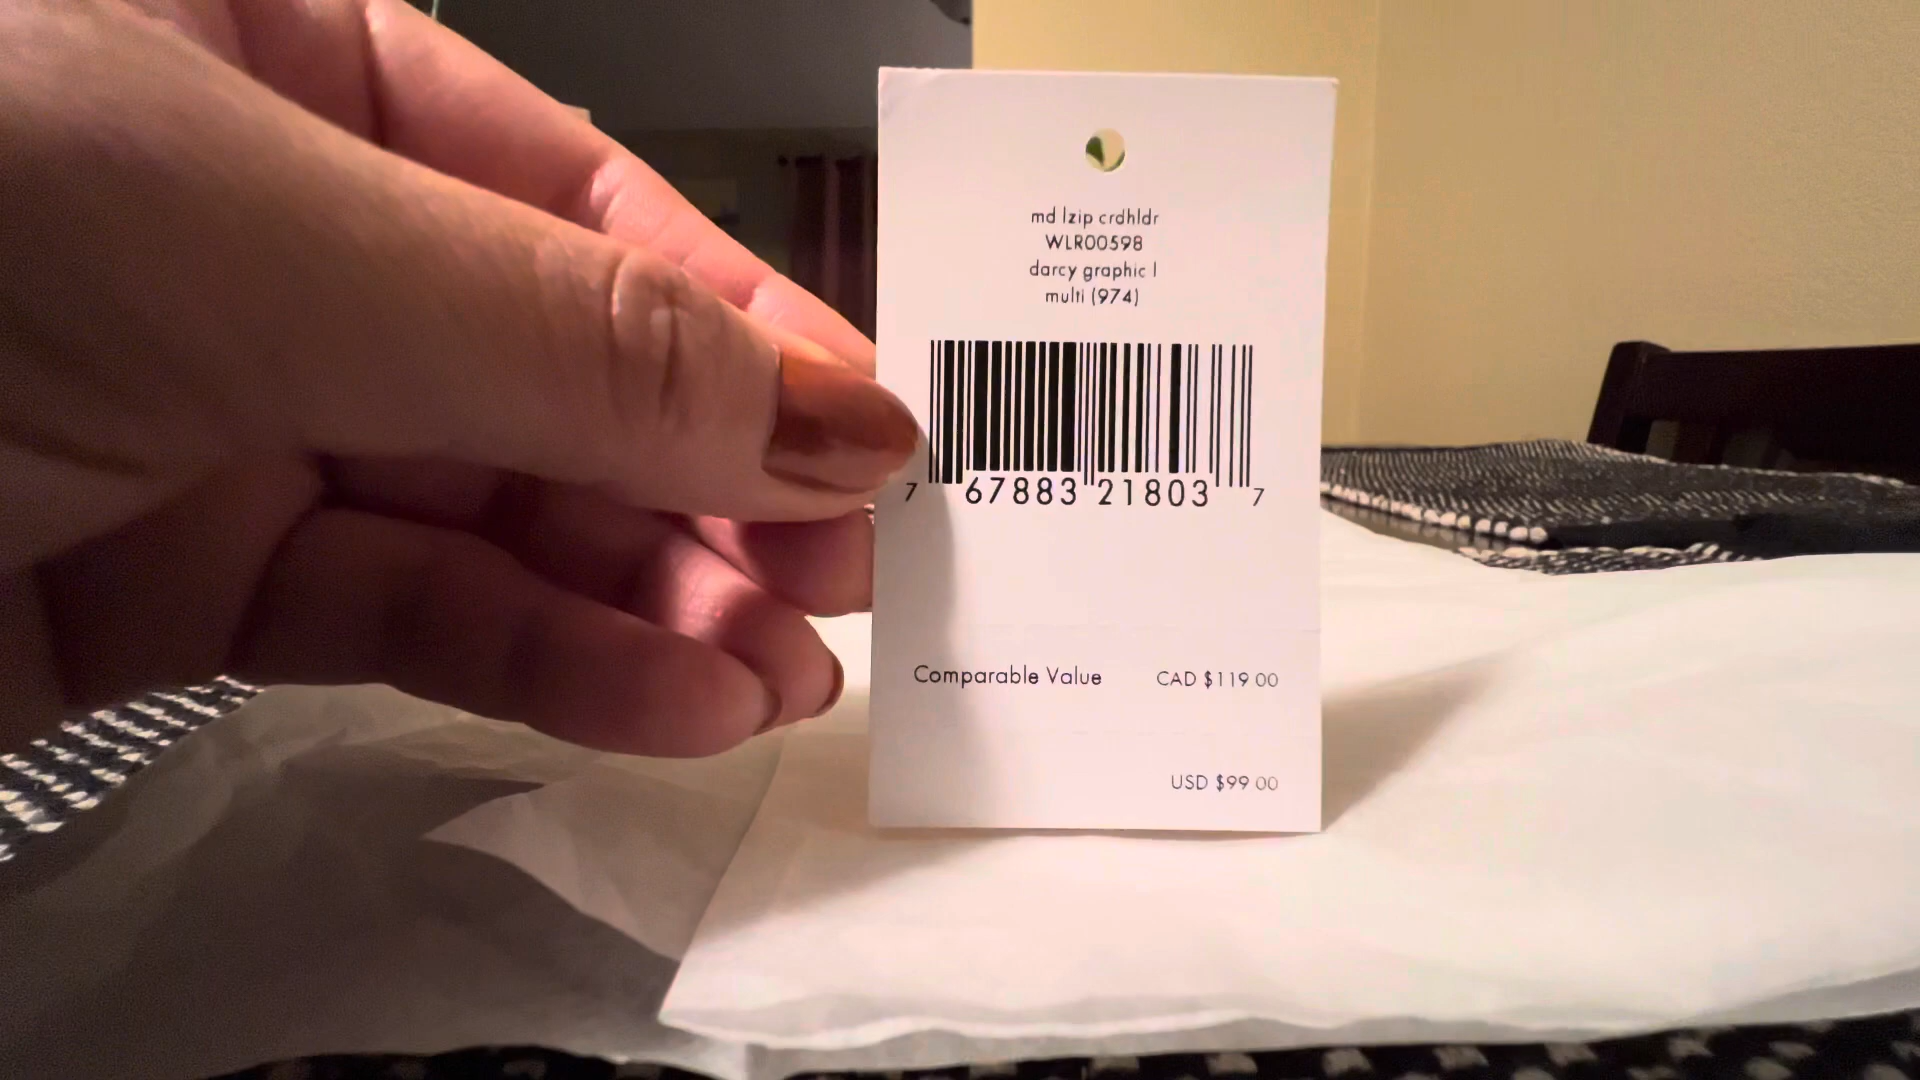 md lzip crdhldr
WLR00598
darcy graphic l
multi (974)
7 67883 21803 7
Comparable Value CAD $119 00
USD $99 00